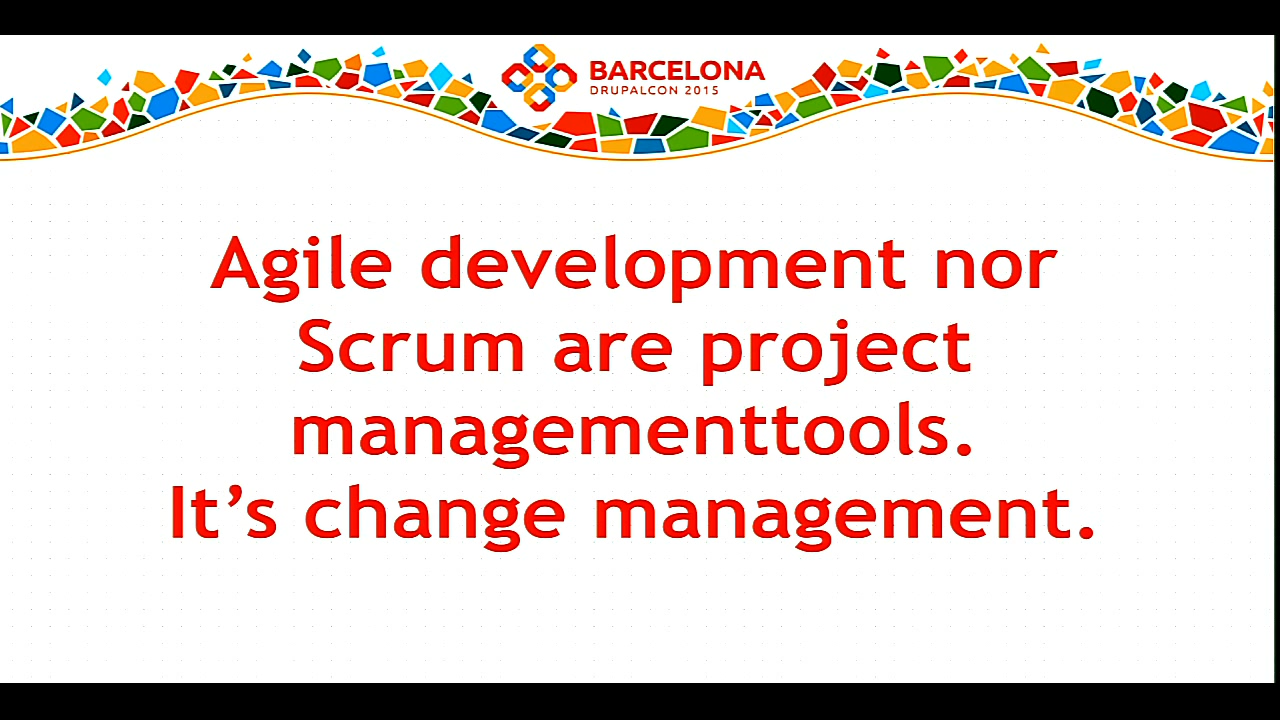 BARCELONA
DRUPALCON 2015
Agile development nor
Scrum are project
managementtools.
It’s change management.